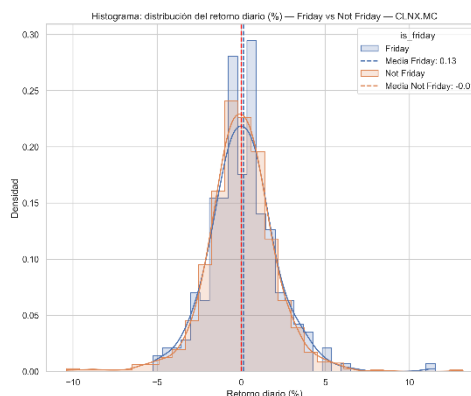 Histograma: distribución del retorno diario (%) — Friday vs Not Friday — CLNX.MC
is_friday
Friday
Media Friday: 0.13
Not Friday
Media Not Friday: -0.0
Densidad
0.30
0.25
0.20
0.15
0.10
0.05
0.00
−10
−5
0
5
10
Retorno diario (%)